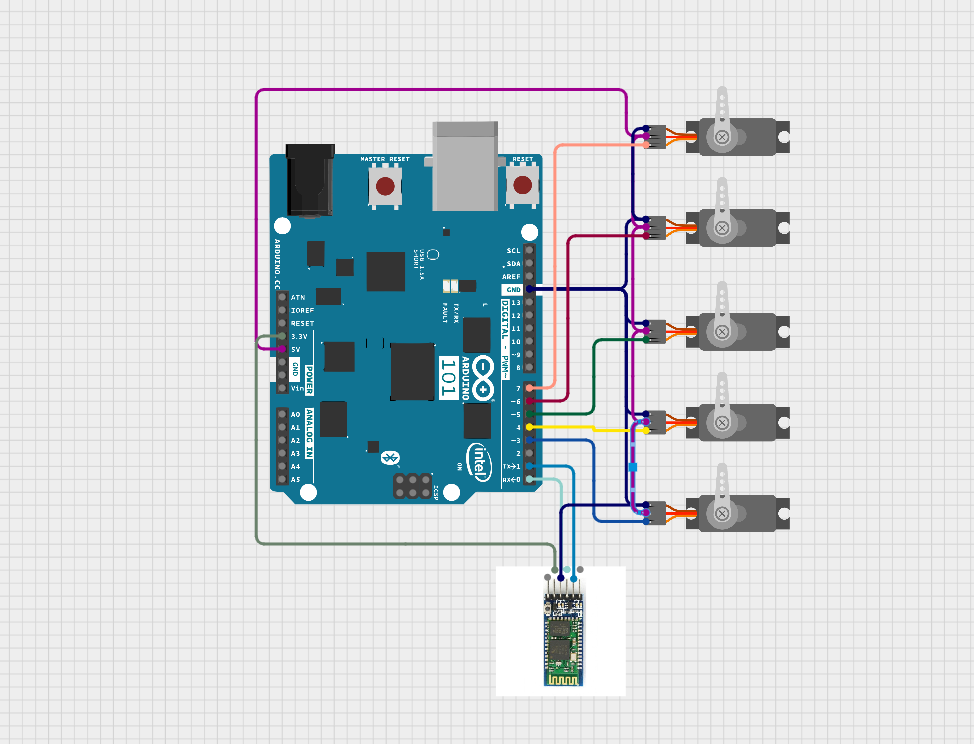 MASTER RESET
RESET
ARDUINO.CC
USB 1.5A
SHORT
SCL
SDA
AREF
GND
13
12
11
10
~9
8
7
~6
~5
4
~3
2
TX→1
RX←0
DIGITAL - PWM~
L
TX/RX
FAULT
ATN
IOREF
RESET
3.3V
5V
GND
Vin
POWER
A0
A1
A2
A3
A4
A5
ANALOG IN
101
ARDUINO
intel
ON
ICSP